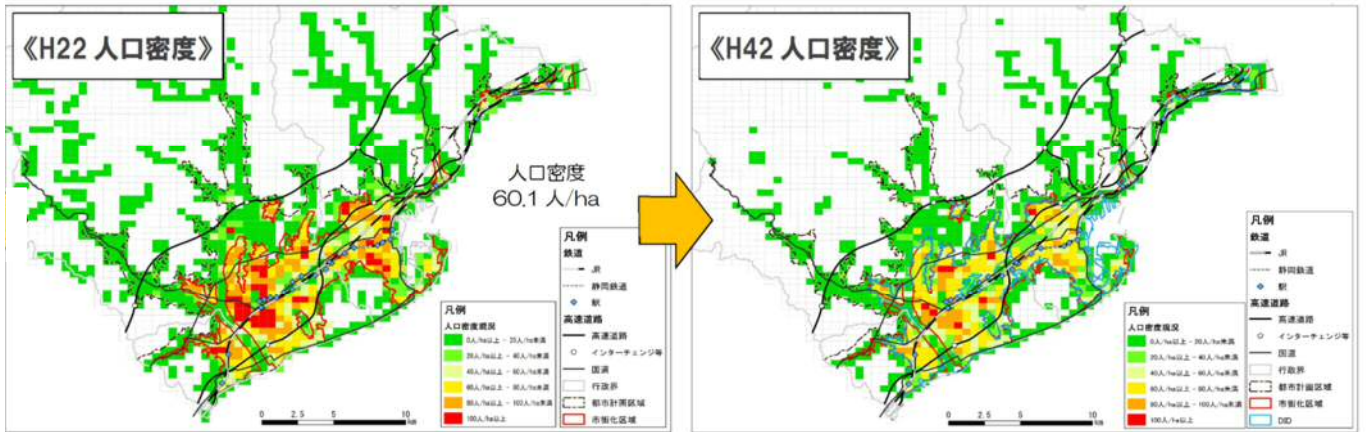 《H22 人口密度》
人口密度
60.1 人/ha
凡例
人口密度現況
0人/ha以上 - 20人/ha未満
20人/ha以上 - 40人/ha未満
40人/ha以上 - 60人/ha未満
60人/ha以上 - 80人/ha未満
80人/ha以上 - 100人/ha未満
100人/ha以上
凡例
鉄道
JR
静岡鉄道
駅
高速道路
高速道路
インターチェンジ等
国道
行政界
都市計画区域
市街化区域
0 2.5 5 10
km
《H42 人口密度》
凡例
人口密度現況
0人/ha以上 - 20人/ha未満
20人/ha以上 - 40人/ha未満
40人/ha以上 - 60人/ha未満
60人/ha以上 - 80人/ha未満
80人/ha以上 - 100人/ha未満
100人/ha以上
凡例
鉄道
JR
静岡鉄道
駅
高速道路
高速道路
インターチェンジ等
国道
行政界
都市計画区域
市街化区域
DID
0 2.5 5 10
km